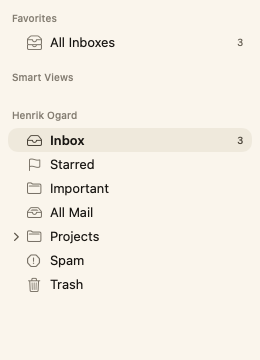 Favorites
All Inboxes 3
Smart Views
Henrik Ogard
Inbox 3
Starred
Important
All Mail
Projects
Spam
Trash